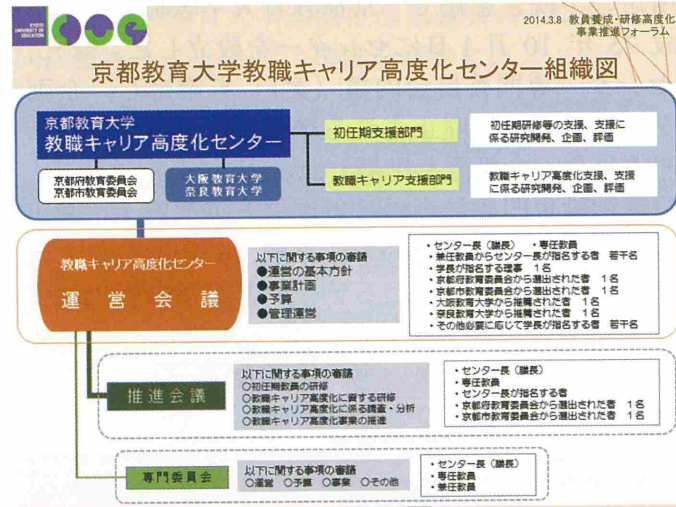 KYOTO
UNIVERSITY OF
EDUCATION
2014.3.8 教員養成・研修高度化
事業推進フォーラム
京都教育大学教職キャリア高度化センター組織図
京都教育大学
教職キャリア高度化センター
京都府教育委員会
京都市教育委員会
大阪教育大学
奈良教育大学
初任期支援部門
初任期研修等の支援、支援に
係る研究開発、企画、評価
教職キャリア支援部門
教職キャリア高度化支援、支援
に係る研究開発、企画、評価
教職キャリア高度化センター
運営会議
以下に関する事項の審議
●運営の基本方針
●事業計画
●予算
●管理運営
・センター長（議長） ・専任教員
・兼任教員からセンター長が指名する者 若干名
・学長が指名する理事 1名
・京都府教育委員会から選出された者 1名
・京都市教育委員会から選出された者 1名
・大阪教育大学から推薦された者 1名
・奈良教育大学から推薦された者 1名
・その他必要に応じて学長が指名する者 若干名
推進会議
以下に関する事項の審議
○初任期教員の研修
○教職キャリア高度化に資する研修
○教職キャリア高度化に係る調査・分析
○教職キャリア高度化事業の推進
・センター長（議長）
・専任教員
・センター長が指名する者
・京都府教育委員会から選出された者 1名
・京都市教育委員会から選出された者 1名
専門委員会
以下に関する事項の審議
○運営 ○予算 ○事業 ○その他
・センター長（議長）
・専任教員
・兼任教員